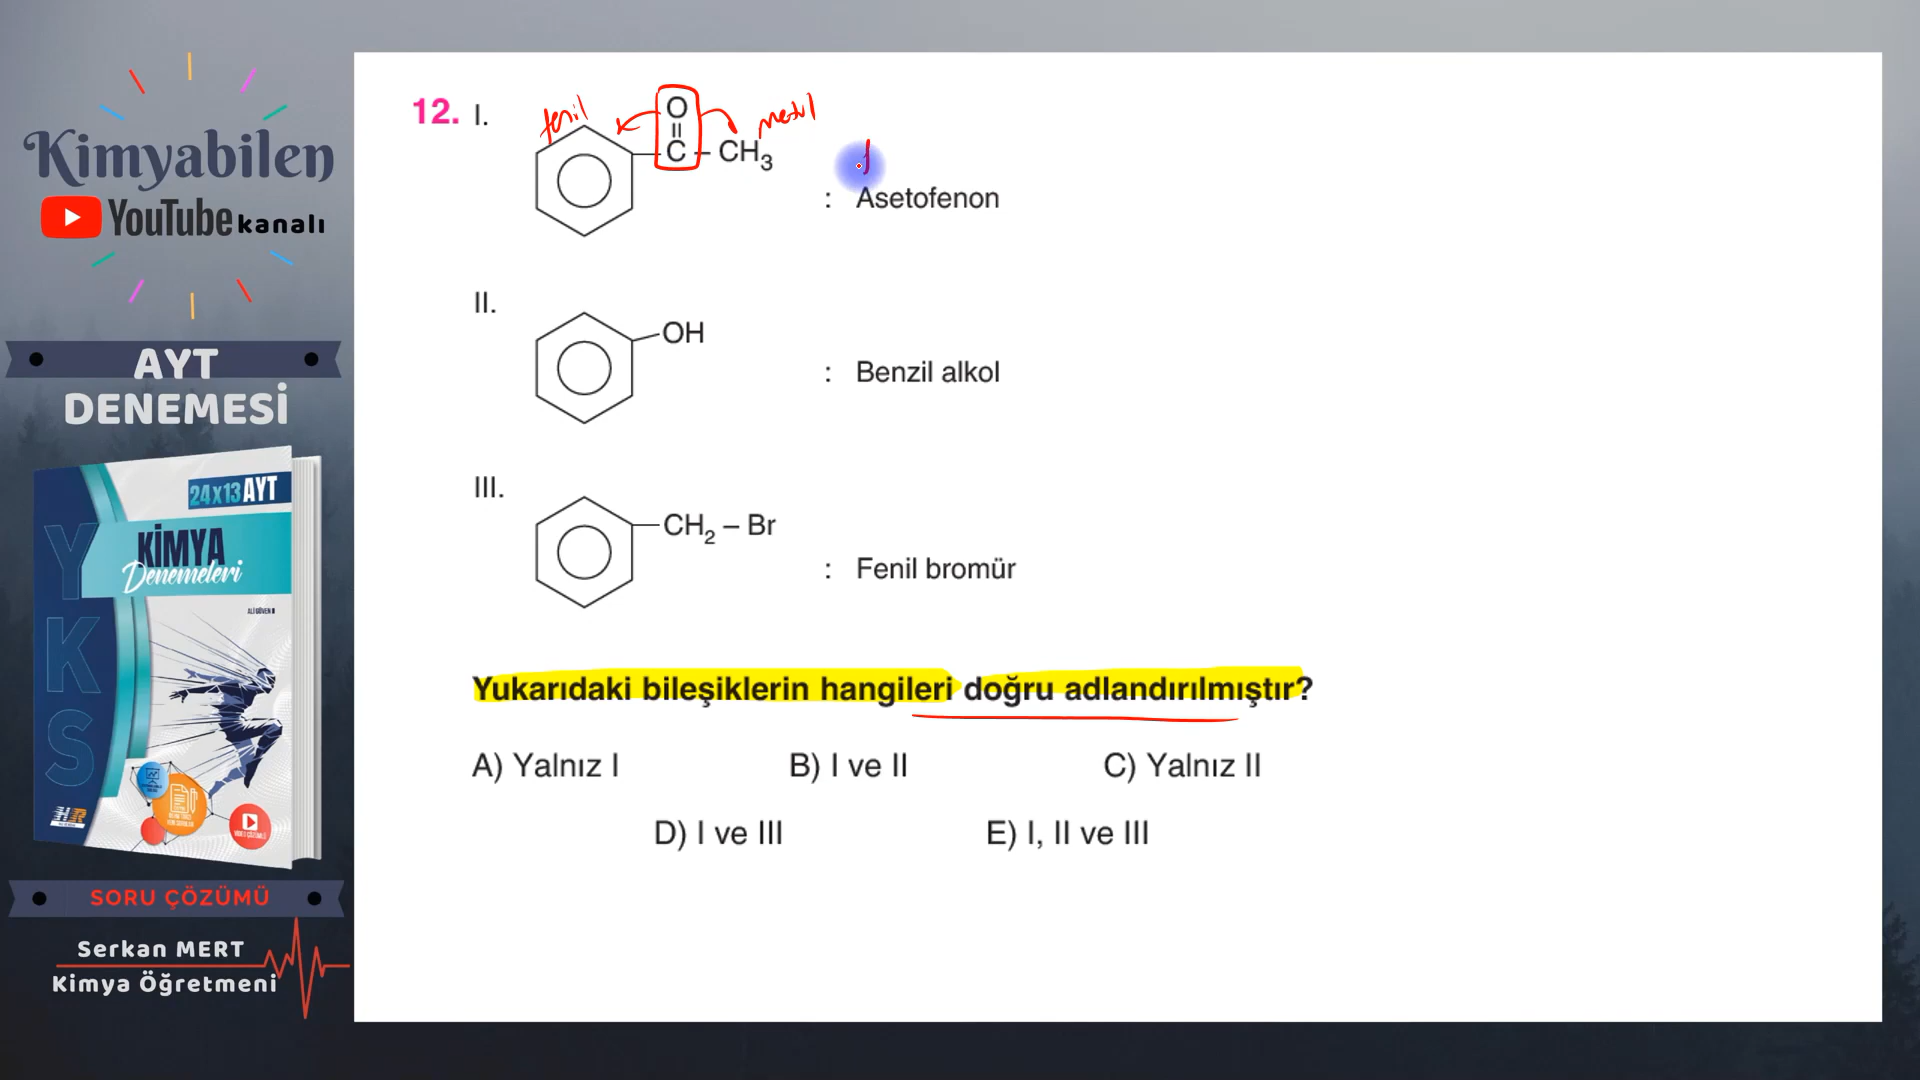 Kimyabilen
YouTube kanalı
AYT
DENEMESİ
24x13 AYT
KİMYA
Denemeleri
ALİ GÜVEN
YKS
SORU ÇÖZÜMÜ
Serkan MERT
Kimya Öğretmeni
12. I.
fenil
O
C – CH3
metil
: Asetofenon
II.
OH
: Benzil alkol
III.
CH2 – Br
: Fenil bromür
Yukarıdaki bileşiklerin hangileri doğru adlandırılmıştır?
A) Yalnız I B) I ve II C) Yalnız II
D) I ve III E) I, II ve III